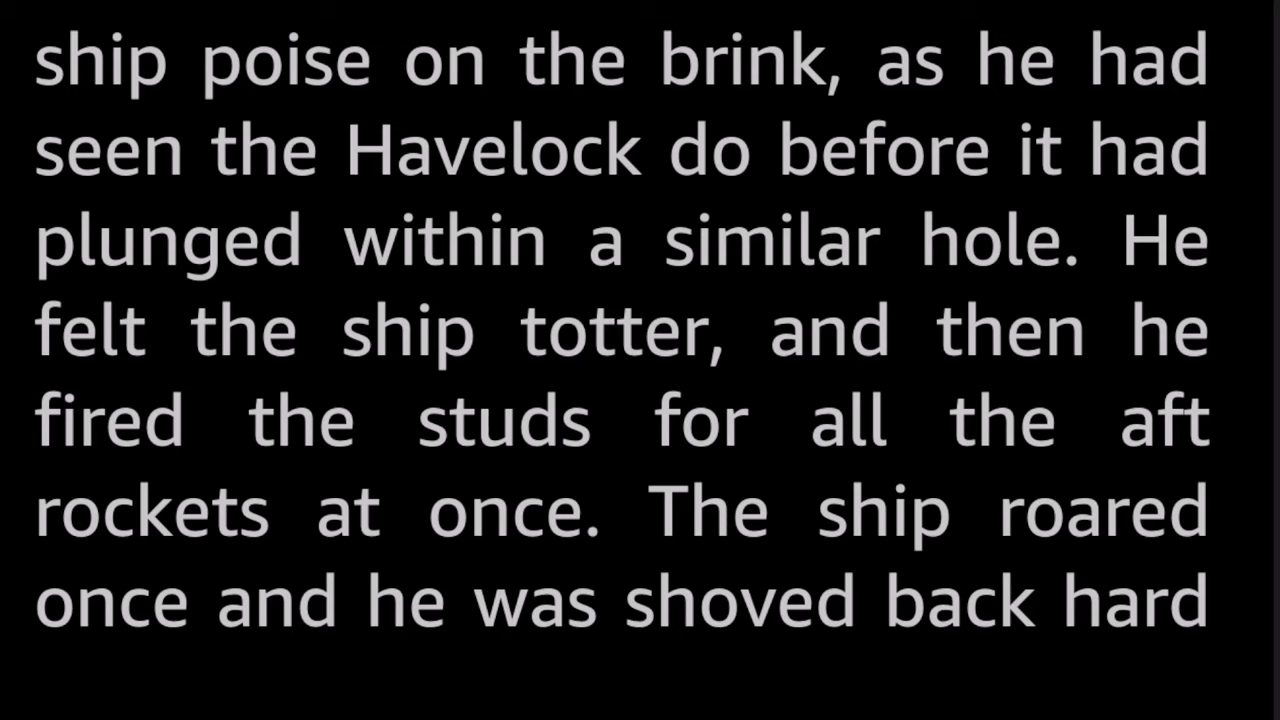 ship poise on the brink, as he had
seen the Havelock do before it had
plunged within a similar hole. He
felt the ship totter, and then he
fired the studs for all the aft
rockets at once. The ship roared
once and he was shoved back hard